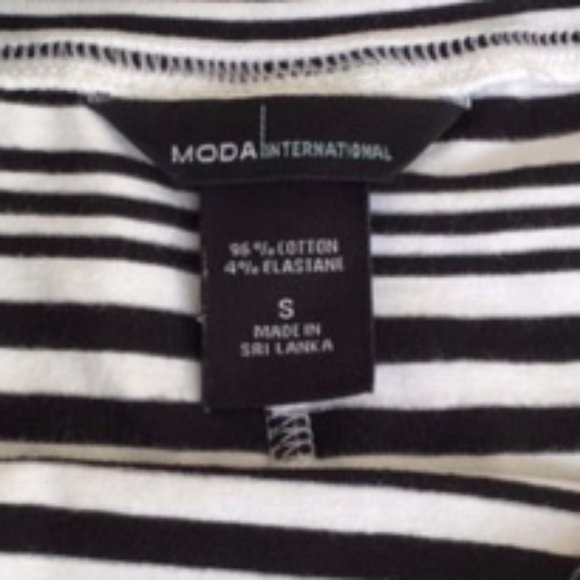 MODA INTERNATIONAL
96% COTTON
4% ELASTANE
S
MADE IN
SRI LANKA